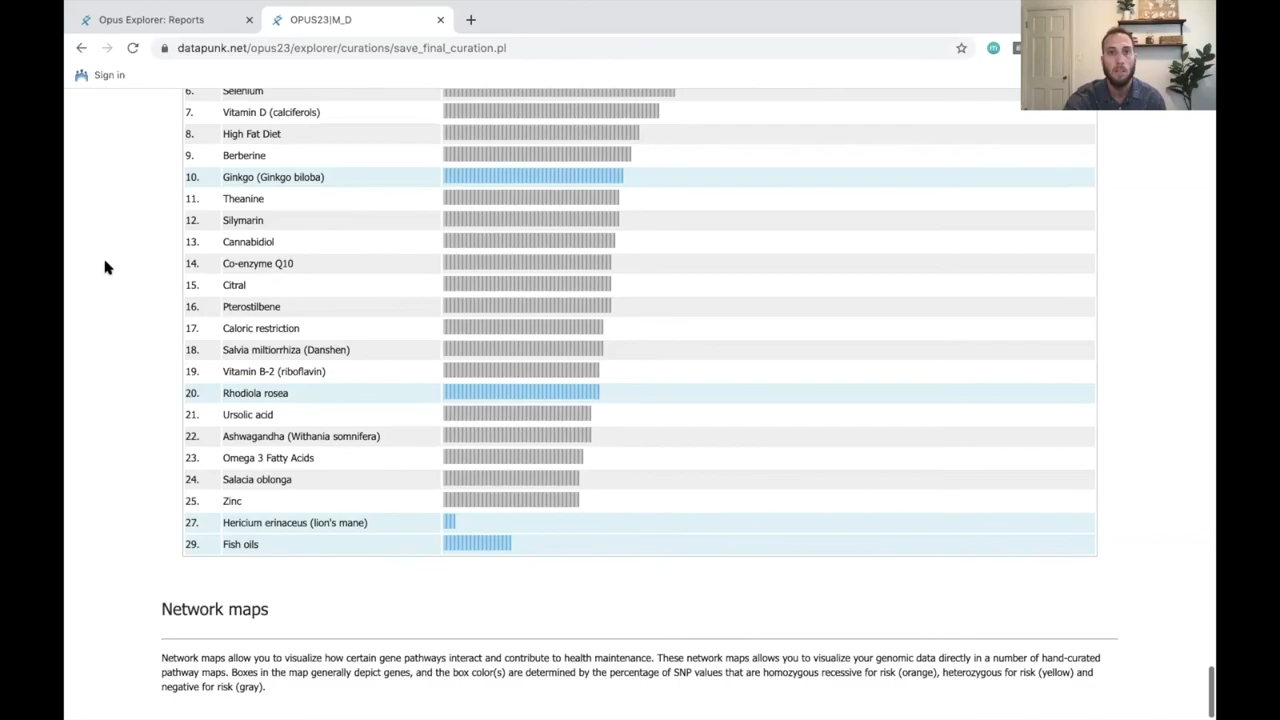 Opus Explorer: Reports
OPUS23|M_D
datapunk.net/opus23/explorer/curations/save_final_curation.pl
Sign in
6. Selenium
7. Vitamin D (calciferols)
8. High Fat Diet
9. Berberine
10. Ginkgo (Ginkgo biloba)
11. Theanine
12. Silymarin
13. Cannabidiol
14. Co-enzyme Q10
15. Citral
16. Pterostilbene
17. Caloric restriction
18. Salvia miltiorrhiza (Danshen)
19. Vitamin B-2 (riboflavin)
20. Rhodiola rosea
21. Ursolic acid
22. Ashwagandha (Withania somnifera)
23. Omega 3 Fatty Acids
24. Salacia oblonga
25. Zinc
27. Hericium erinaceus (lion's mane)
29. Fish oils
Network maps
Network maps allow you to visualize how certain gene pathways interact and contribute to health maintenance. These network maps allows you to visualize your genomic data directly in a number of hand-curated
pathway maps. Boxes in the map generally depict genes, and the box color(s) are determined by the percentage of SNP values that are homozygous recessive for risk (orange), heterozygous for risk (yellow) and
negative for risk (gray).